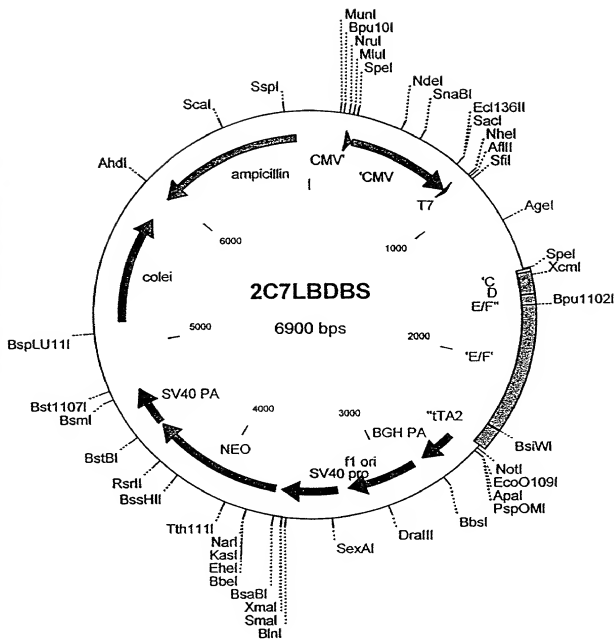 MunI
Bpu10I
NruI
MluI
SpeI
NdeI
SnaBI
Ecl136II
SacI
NheI
AflII
SfiI
AgeI
SpeI
XcmI
Bpu1102I
BsiWI
NotI
EcoO109I
ApaI
PspOMI
BbsI
DraIII
SexAI
BlnI
SmaI
XmaI
BsaBI
BbeI
EheI
KasI
NarI
Tth111I
BssHII
RsrII
BstBI
BsmI
Bst1107I
BspLU11I
AhdI
ScaI
SspI
CMV'
'CMV
T7
ampicillin
colei
SV40 PA
NEO
SV40 pro
f1 ori
BGH PA
"tTA2
'E/F'
'C
D
E/F"
1000
2000
3000
4000
5000
6000
2C7LBDBS
6900 bps